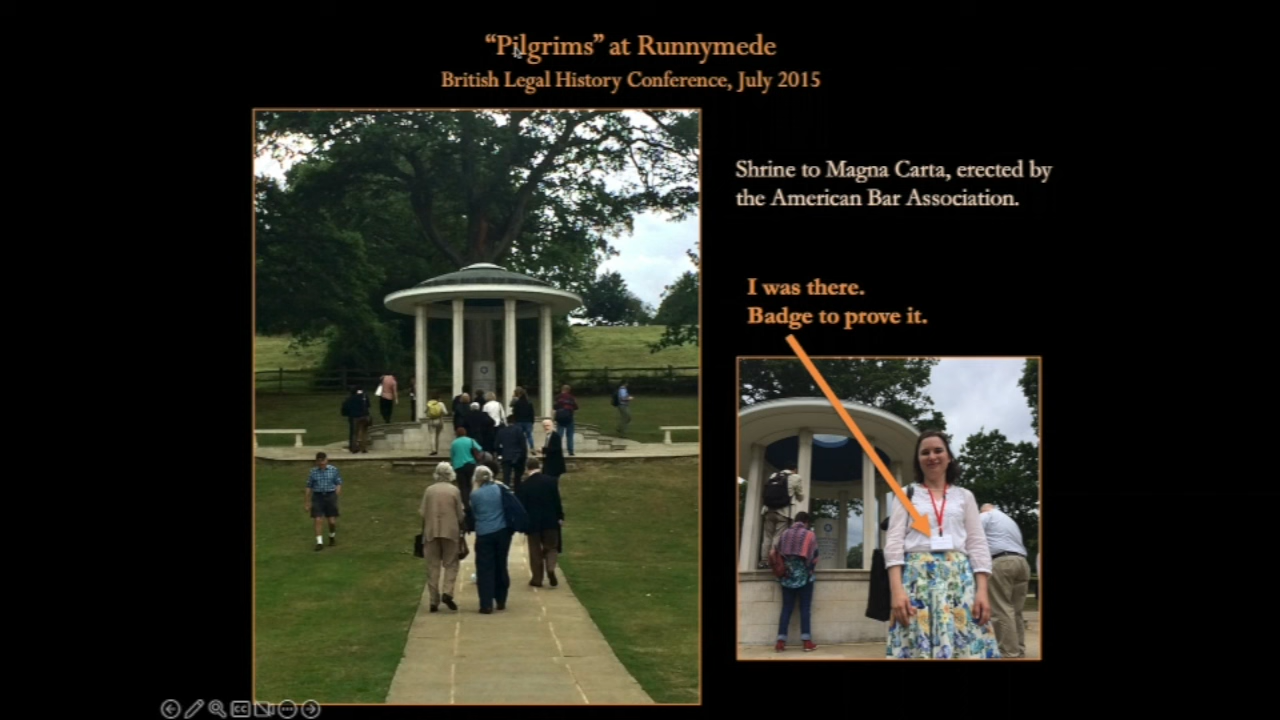 “Pilgrims” at Runnymede
British Legal History Conference, July 2015
Shrine to Magna Carta, erected by
the American Bar Association.
I was there.
Badge to prove it.
CC